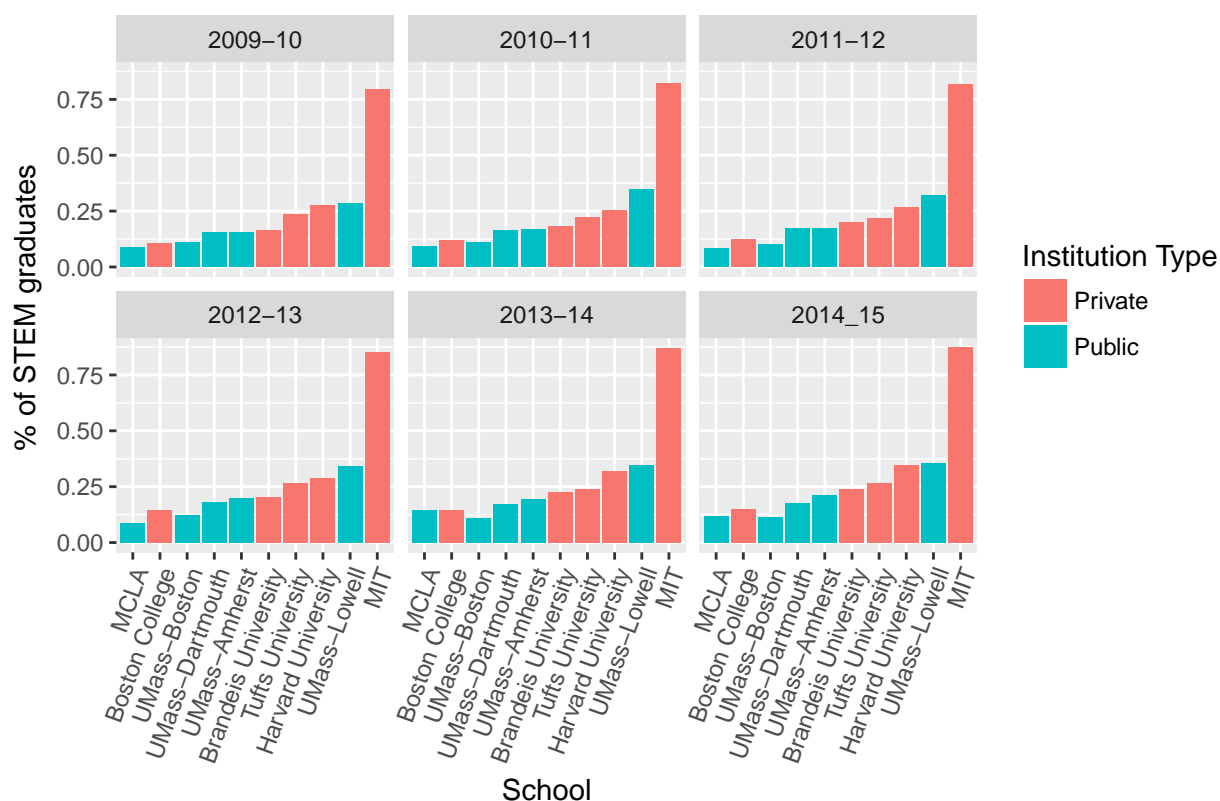 2009−10
2010−11
2011−12
0.75
0.50
0.25
0.00
2012−13
2013−14
2014_15
0.75
0.50
0.25
0.00
% of STEM graduates
MCLA
Boston College
UMass−Boston
UMass−Dartmouth
UMass−Amherst
Brandeis University
Tufts University
Harvard University
UMass−Lowell
MIT
MCLA
Boston College
UMass−Boston
UMass−Dartmouth
UMass−Amherst
Brandeis University
Tufts University
Harvard University
UMass−Lowell
MIT
MCLA
Boston College
UMass−Boston
UMass−Dartmouth
UMass−Amherst
Brandeis University
Tufts University
Harvard University
UMass−Lowell
MIT
School
Institution Type
Private
Public